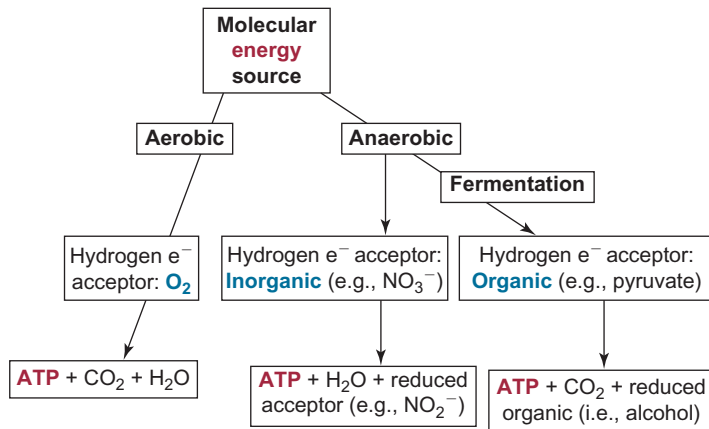 Molecular
energy
source
Aerobic
Anaerobic
Fermentation
Hydrogen e⁻
acceptor: O₂
Hydrogen e⁻ acceptor:
Inorganic (e.g., NO₃⁻)
Hydrogen e⁻ acceptor:
Organic (e.g., pyruvate)
ATP + CO₂ + H₂O
ATP + H₂O + reduced
acceptor (e.g., NO₂⁻)
ATP + CO₂ + reduced
organic (i.e., alcohol)